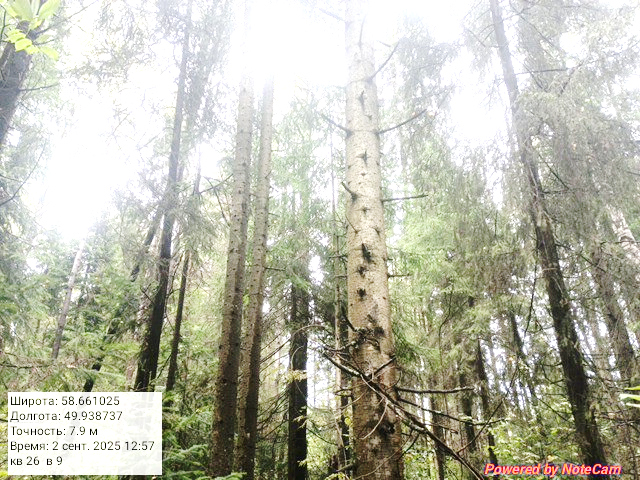 Широта: 58.661025
Долгота: 49.938737
Точность: 7.9 м
Время: 2 сент. 2025 12:57
кв 26 в 9
Powered by NoteCam